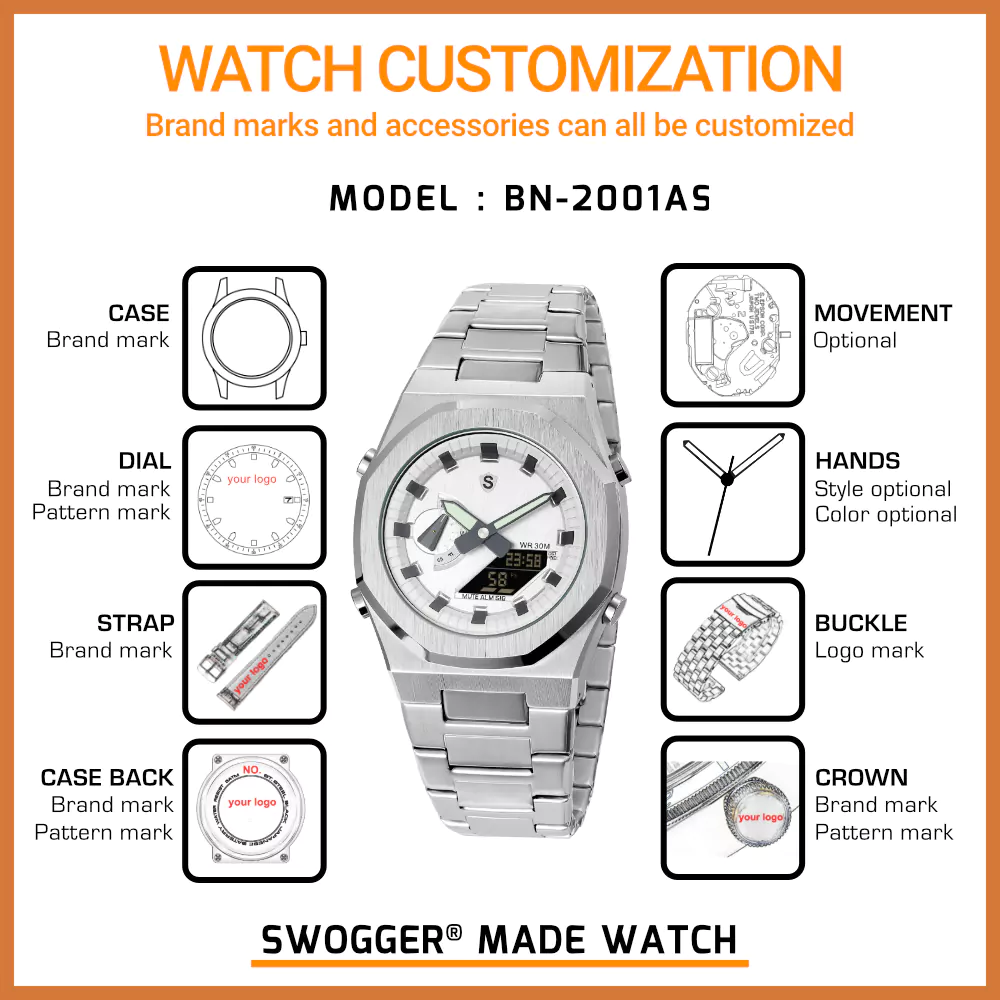 WATCH CUSTOMIZATION
Brand marks and accessories can all be customized
MODEL : BN-2001AS
CASE
Brand mark
DIAL
Brand mark
Pattern mark
your logo
STRAP
Brand mark
your logo
CASE BACK
Brand mark
Pattern mark
NO.
your logo
S
WR 30M
23:58
58
MUTE ALM SIG
MOVEMENT
Optional
HANDS
Style optional
Color optional
BUCKLE
Logo mark
your logo
CROWN
Brand mark
Pattern mark
your logo
SWOGGER® MADE WATCH